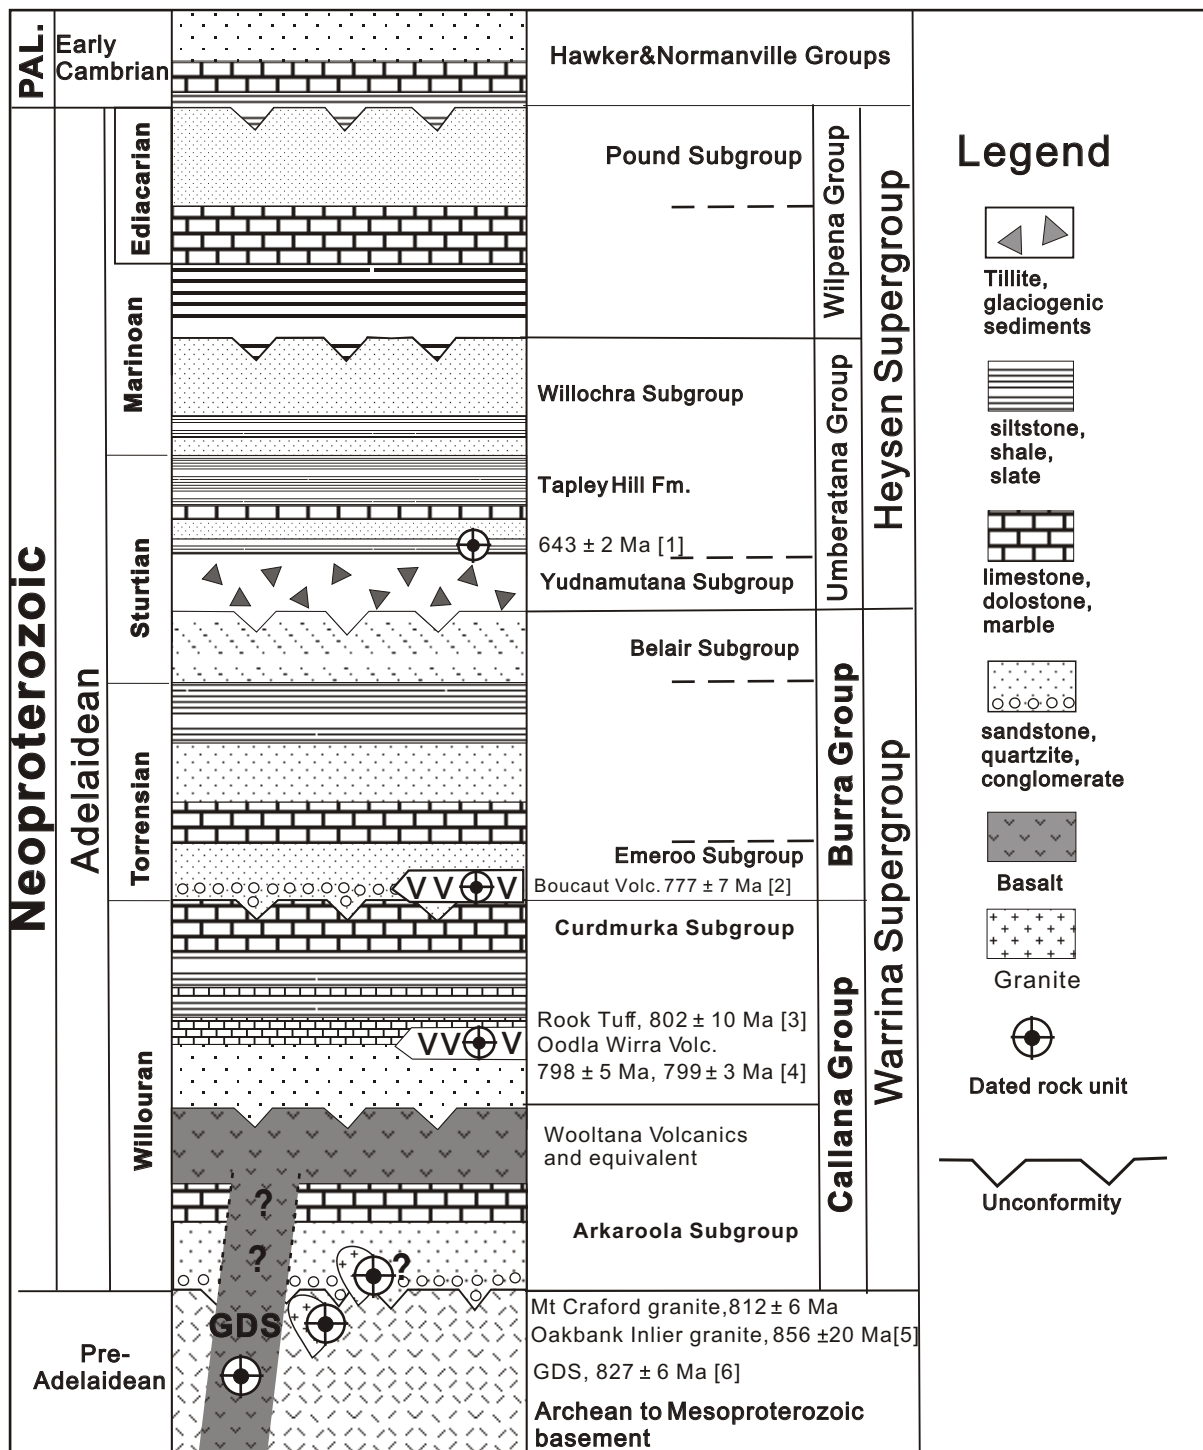 PAL.
Early
Cambrian
Hawker&Normanville Groups
Neoproterozoic
Adelaidean
Ediacarian
Marinoan
Sturtian
Torrensian
Willouran
Pre-
Adelaidean
Pound Subgroup
Willochra Subgroup
Tapley Hill Fm.
643 ± 2 Ma [1]
Yudnamutana Subgroup
Belair Subgroup
Emeroo Subgroup
Boucaut Volc. 777 ± 7 Ma [2]
V V V
Curdmurka Subgroup
Rook Tuff, 802 ± 10 Ma [3]
Oodla Wirra Volc.
798 ± 5 Ma, 799 ± 3 Ma [4]
VV V
Wooltana Volcanics
and equivalent
Arkaroola Subgroup
?
?
?
GDS
Mt Craford granite, 812 ± 6 Ma
Oakbank Inlier granite, 856 ±20 Ma[5]
GDS, 827 ± 6 Ma [6]
Archean to Mesoproterozoic
basement
Wilpena Group
Umberatana Group
Burra Group
Callana Group
Heysen Supergroup
Warrina Supergroup
Legend
Tillite,
glaciogenic
sediments
siltstone,
shale,
slate
limestone,
dolostone,
marble
sandstone,
quartzite,
conglomerate
Basalt
Granite
Dated rock unit
Unconformity